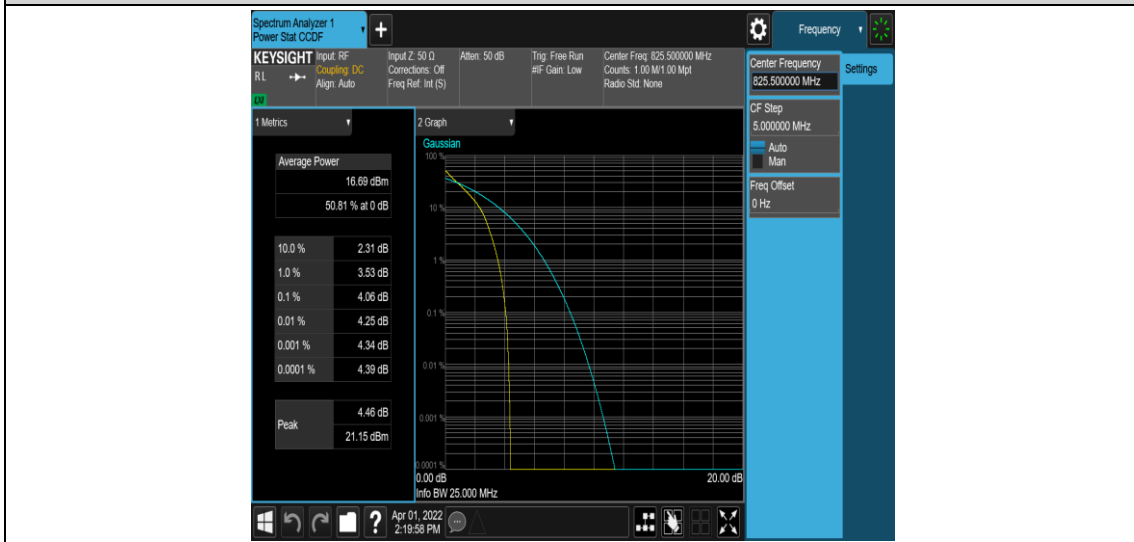 Spectrum Analyzer 1
Power Stat CCDF
+
Frequency
KEYSIGHT
Input: RF
Coupling: DC
Align: Auto
Input Z: 50 Ω
Corrections: Off
Freq Ref: Int (S)
Atten: 50 dB
Trig: Free Run
#IF Gain: Low
Center Freq: 825.500000 MHz
Counts: 1.00 M/1.00 Mpt
Radio Std: None
RL
LXI
Center Frequency
825.500000 MHz
Settings
CF Step
5.000000 MHz
Auto
Man
Freq Offset
0 Hz
1 Metrics
Average Power
16.69 dBm
50.81 % at 0 dB
10.0 % 2.31 dB
1.0 % 3.53 dB
0.1 % 4.06 dB
0.01 % 4.25 dB
0.001 % 4.34 dB
0.0001 % 4.39 dB
Peak
4.46 dB
21.15 dBm
2 Graph
Gaussian
100 %
10 %
1 %
0.1 %
0.01 %
0.001 %
0.0001 %
0.00 dB 20.00 dB
Info BW 25.000 MHz
?
Apr 01, 2022
2:19:58 PM